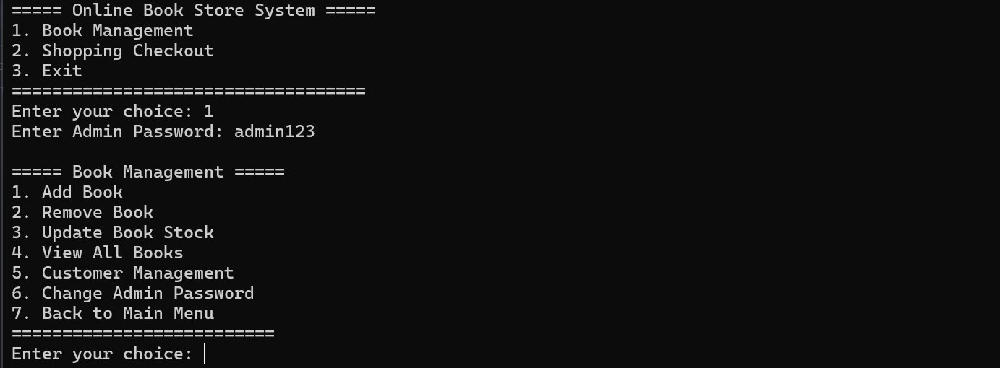 ===== Online Book Store System =====
1. Book Management
2. Shopping Checkout
3. Exit
===================================
Enter your choice: 1
Enter Admin Password: admin123

===== Book Management =====
1. Add Book
2. Remove Book
3. Update Book Stock
4. View All Books
5. Customer Management
6. Change Admin Password
7. Back to Main Menu
==========================
Enter your choice: